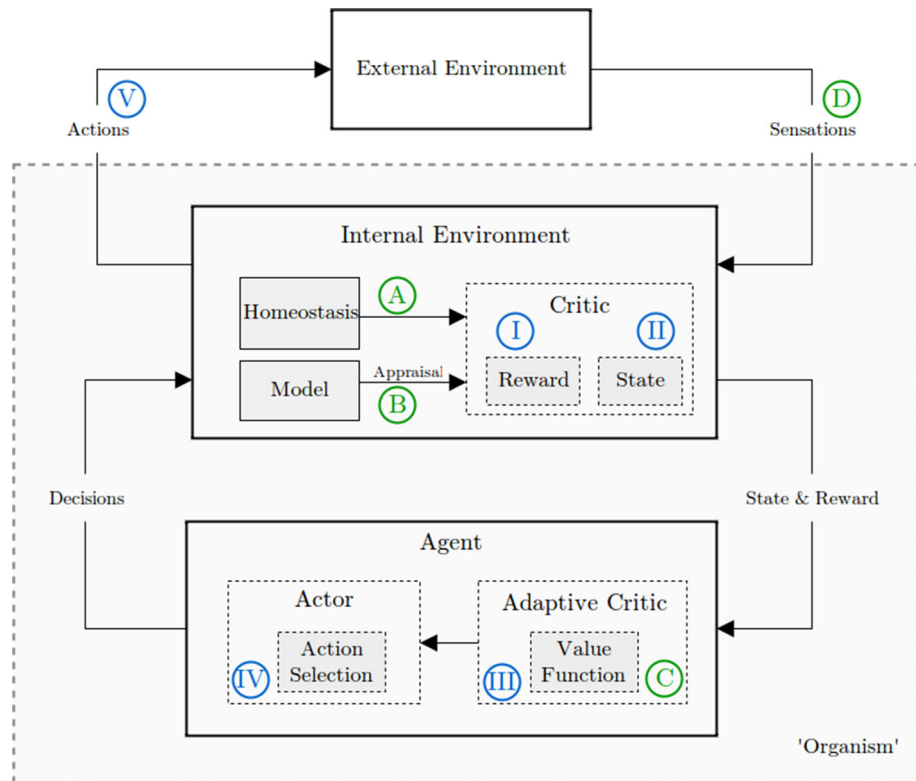 External Environment
V
D
Actions
Sensations
Internal Environment
Homeostasis
A
Critic
I
II
Model
Appraisal
B
Reward
State
Decisions
State & Reward
Agent
Actor
Adaptive Critic
Action
Selection
Value
Function
IV
III
C
'Organism'